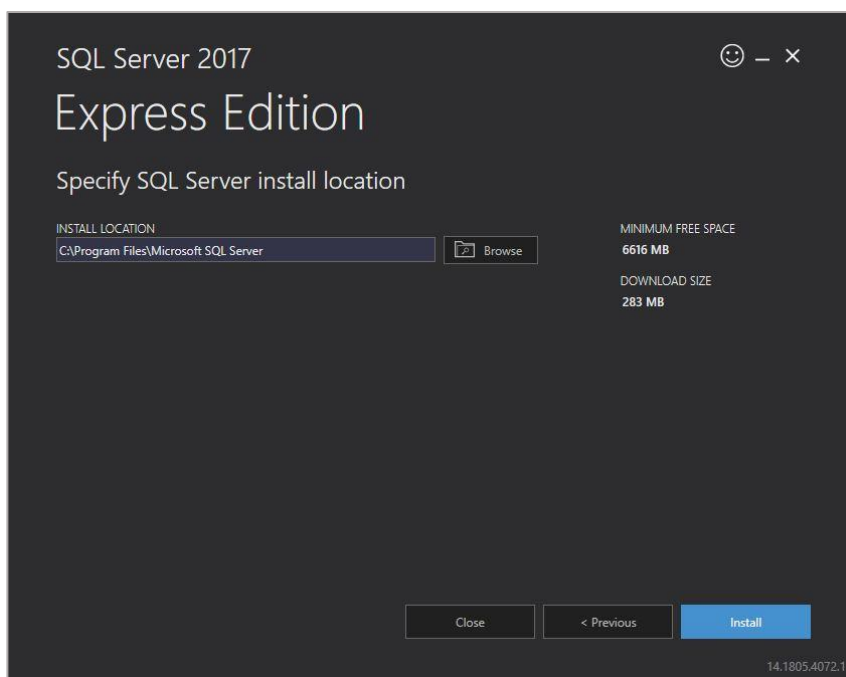 SQL Server 2017
Express Edition
Specify SQL Server install location
INSTALL LOCATION
C:\Program Files\Microsoft SQL Server
Browse
MINIMUM FREE SPACE
6616 MB
DOWNLOAD SIZE
283 MB
Close
< Previous
Install
14.1805.4072.1